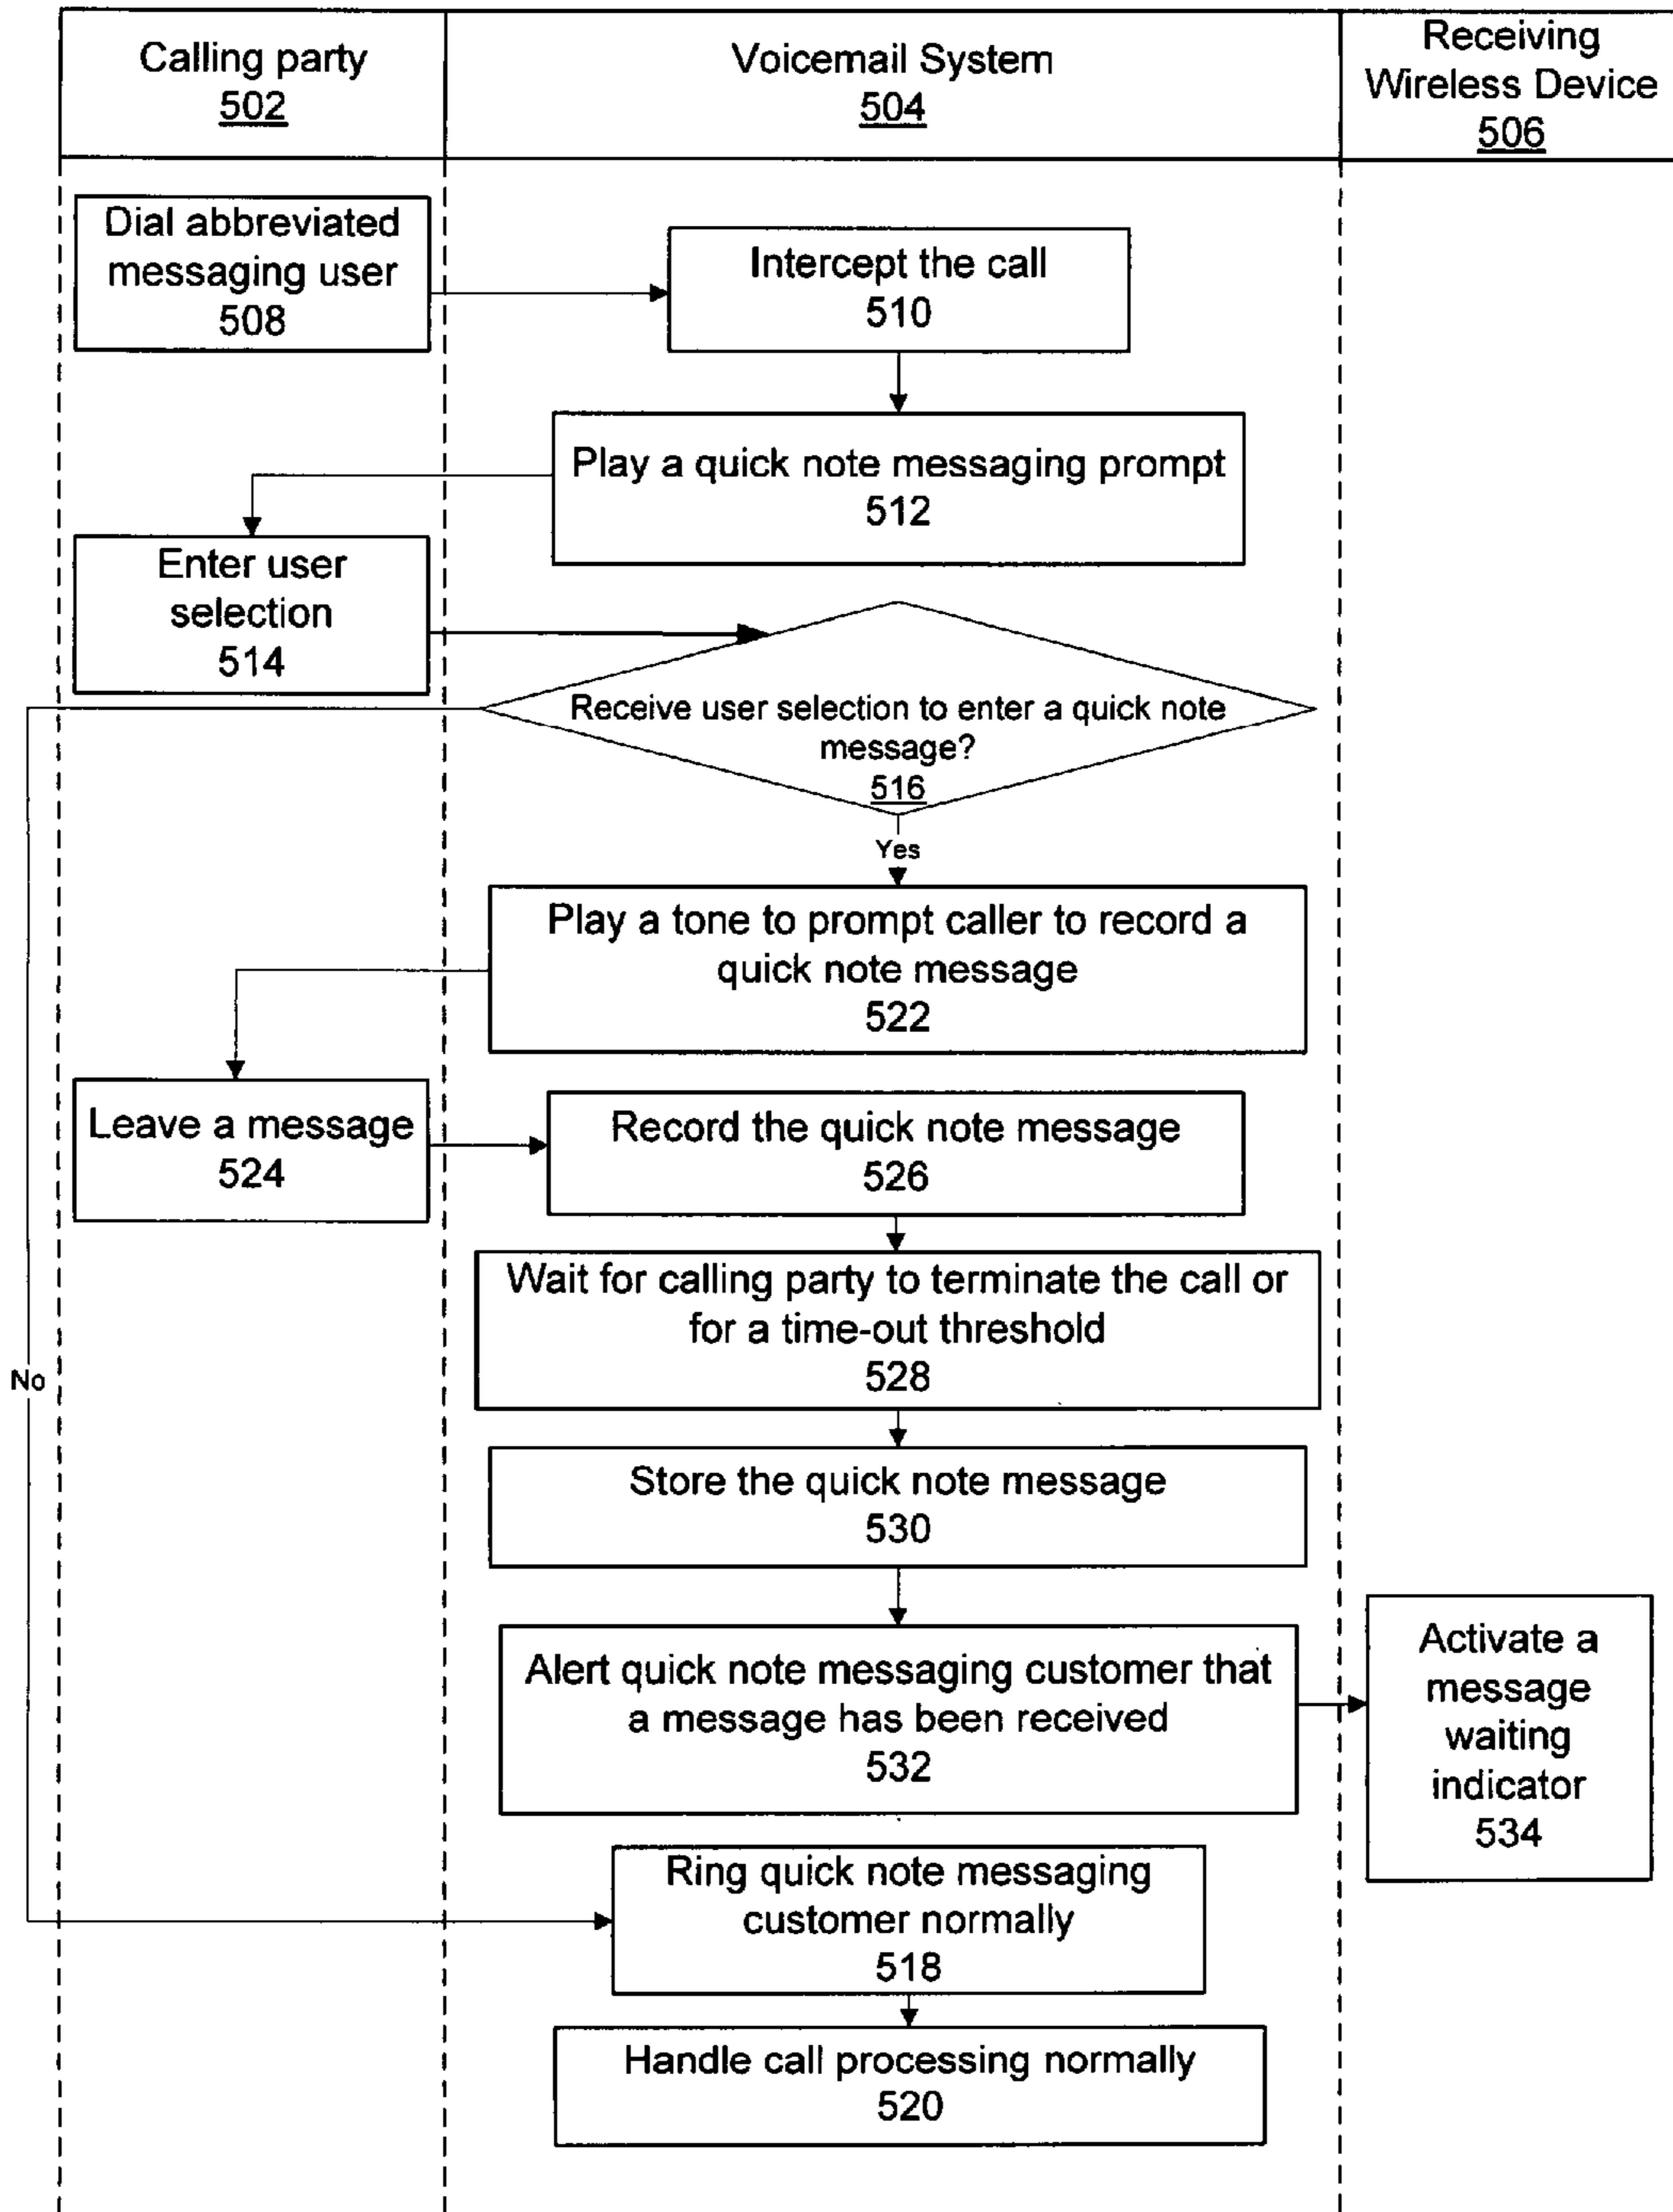 Calling party
502
Voicemail System
504
Receiving
Wireless Device
506
Dial abbreviated
messaging user
508
Intercept the call
510
Play a quick note messaging prompt
512
Enter user
selection
514
Receive user selection to enter a quick note
message?
516
Yes
Play a tone to prompt caller to record a
quick note message
522
Leave a message
524
Record the quick note message
526
Wait for calling party to terminate the call or
for a time-out threshold
528
No
Store the quick note message
530
Alert quick note messaging customer that
a message has been received
532
Activate a
message
waiting
indicator
534
Ring quick note messaging
customer normally
518
Handle call processing normally
520